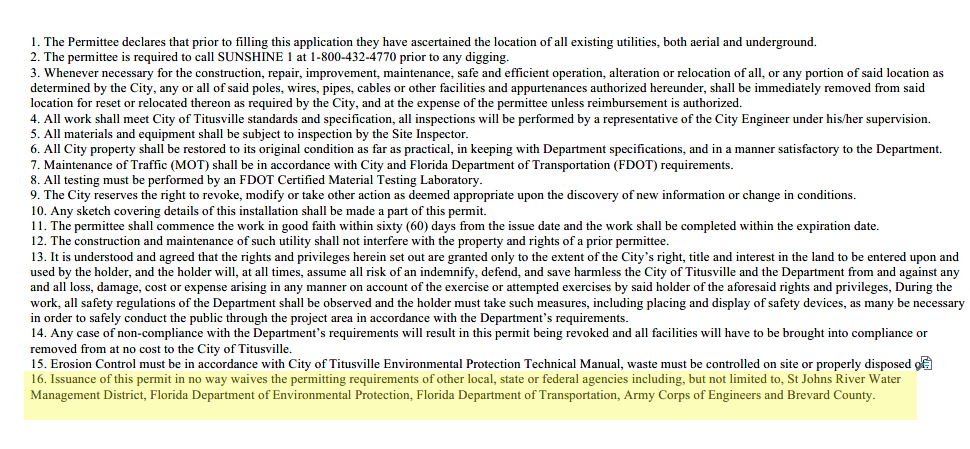 1. The Permittee declares that prior to filling this application they have ascertained the location of all existing utilities, both aerial and underground.
2. The permittee is required to call SUNSHINE 1 at 1-800-432-4770 prior to any digging.
3. Whenever necessary for the construction, repair, improvement, maintenance, safe and efficient operation, alteration or relocation of all, or any portion of said location as
determined by the City, any or all of said poles, wires, pipes, cables or other facilities and appurtenances authorized hereunder, shall be immediately removed from said
location for reset or relocated thereon as required by the City, and at the expense of the permittee unless reimbursement is authorized.
4. All work shall meet City of Titusville standards and specification, all inspections will be performed by a representative of the City Engineer under his/her supervision.
5. All materials and equipment shall be subject to inspection by the Site Inspector.
6. All City property shall be restored to its original condition as far as practical, in keeping with Department specifications, and in a manner satisfactory to the Department.
7. Maintenance of Traffic (MOT) shall be in accordance with City and Florida Department of Transportation (FDOT) requirements.
8. All testing must be performed by an FDOT Certified Material Testing Laboratory.
9. The City reserves the right to revoke, modify or take other action as deemed appropriate upon the discovery of new information or change in conditions.
10. Any sketch covering details of this installation shall be made a part of this permit.
11. The permittee shall commence the work in good faith within sixty (60) days from the issue date and the work shall be completed within the expiration date.
12. The construction and maintenance of such utility shall not interfere with the property and rights of a prior permittee.
13. It is understood and agreed that the rights and privileges herein set out are granted only to the extent of the City's right, title and interest in the land to be entered upon and
used by the holder, and the holder will, at all times, assume all risk of an indemnify, defend, and save harmless the City of Titusville and the Department from and against any
and all loss, damage, cost or expense arising in any manner on account of the exercise or attempted exercises by said holder of the aforesaid rights and privileges, During the
work, all safety regulations of the Department shall be observed and the holder must take such measures, including placing and display of safety devices, as many be necessary
in order to safely conduct the public through the project area in accordance with the Department's requirements.
14. Any case of non-compliance with the Department's requirements will result in this permit being revoked and all facilities will have to be brought into compliance or
removed from at no cost to the City of Titusville.
15. Erosion Control must be in accordance with City of Titusville Environmental Protection Technical Manual, waste must be controlled on site or properly disposed
16. Issuance of this permit in no way waives the permitting requirements of other local, state or federal agencies including, but not limited to, St Johns River Water
Management District, Florida Department of Environmental Protection, Florida Department of Transportation, Army Corps of Engineers and Brevard County.